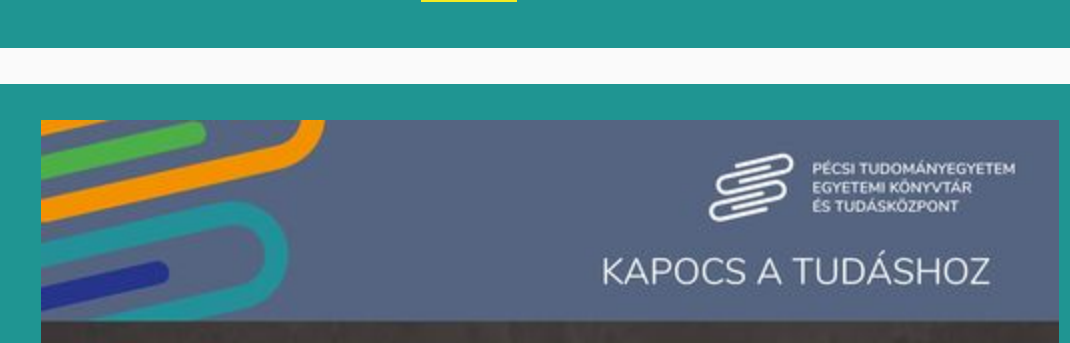 PÉCSI TUDOMÁNYEGYETEM
EGYETEMI KÖNYVTÁR
ÉS TUDÁSKÖZPONT
KAPOCS A TUDÁSHOZ